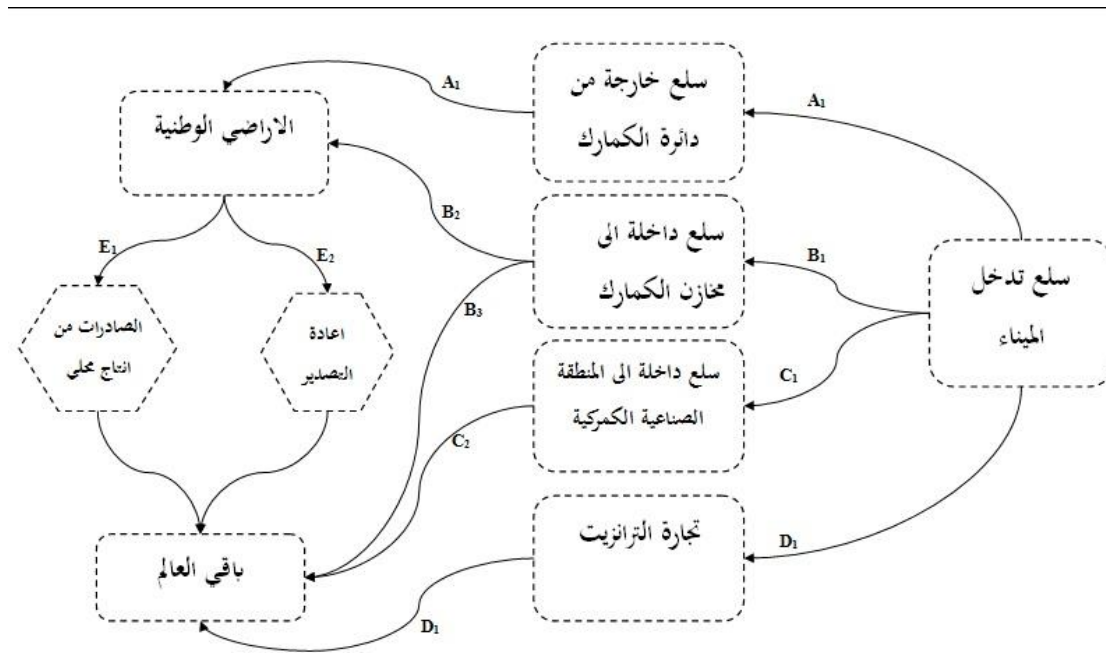 سلع تدخل
الميناء
A1
B1
C1
D1
سلع خارجة من
دائرة الكمارك
سلع داخلة الى
مخازن الكمارك
سلع داخلة الى المنطقة
الصناعية الكمركية
تجارة الترانزيت
A1
B2
B3
C2
D1
الاراضي الوطنية
E2
E1
اعادة
التصدير
الصادرات من
انتاج محلي
باقي العالم